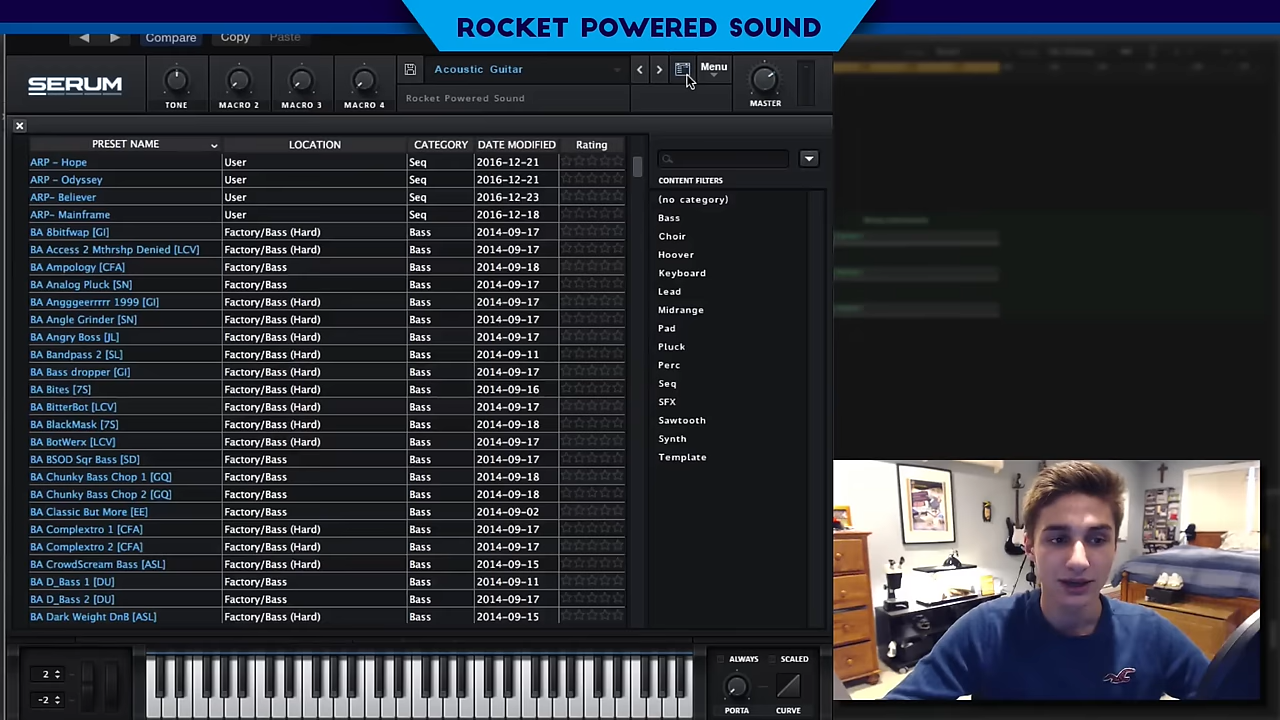 ROCKET POWERED SOUND
Compare Copy Paste
SERUM
TONE MACRO 2 MACRO 3 MACRO 4
Acoustic Guitar
Rocket Powered Sound
Menu
MASTER
PRESET NAME LOCATION CATEGORY DATE MODIFIED Rating
ARP - Hope User Seq 2016-12-21
ARP - Odyssey User Seq 2016-12-21
ARP- Believer User Seq 2016-12-23
ARP- Mainframe User Seq 2016-12-18
BA 8bitfwap [GI] Factory/Bass (Hard) Bass 2014-09-17
BA Access 2 Mthrshp Denied [LCV] Factory/Bass (Hard) Bass 2014-09-17
BA Ampology [CFA] Factory/Bass Bass 2014-09-18
BA Analog Pluck [SN] Factory/Bass Bass 2014-09-17
BA Angggeerrrrr 1999 [GI] Factory/Bass (Hard) Bass 2014-09-17
BA Angle Grinder [SN] Factory/Bass (Hard) Bass 2014-09-17
BA Angry Boss [JL] Factory/Bass (Hard) Bass 2014-09-17
BA Bandpass 2 [SL] Factory/Bass (Hard) Bass 2014-09-11
BA Bass dropper [GI] Factory/Bass (Hard) Bass 2014-09-17
BA Bites [7S] Factory/Bass (Hard) Bass 2014-09-16
BA BitterBot [LCV] Factory/Bass (Hard) Bass 2014-09-17
BA BlackMask [7S] Factory/Bass (Hard) Bass 2014-09-18
BA BotWerx [LCV] Factory/Bass (Hard) Bass 2014-09-17
BA BSOD Sqr Bass [SD] Factory/Bass Bass 2014-09-17
BA Chunky Bass Chop 1 [GQ] Factory/Bass Bass 2014-09-18
BA Chunky Bass Chop 2 [GQ] Factory/Bass Bass 2014-09-18
BA Classic But More [EE] Factory/Bass Bass 2014-09-02
BA Complextro 1 [CFA] Factory/Bass (Hard) Bass 2014-09-17
BA Complextro 2 [CFA] Factory/Bass (Hard) Bass 2014-09-17
BA CrowdScream Bass [ASL] Factory/Bass (Hard) Bass 2014-09-15
BA D_Bass 1 [DU] Factory/Bass Bass 2014-09-11
BA D_Bass 2 [DU] Factory/Bass Bass 2014-09-17
BA Dark Weight DnB [ASL] Factory/Bass (Hard) Bass 2014-09-15
CONTENT FILTERS
(no category)
Bass
Choir
Hoover
Keyboard
Lead
Midrange
Pad
Pluck
Perc
Seq
SFX
Sawtooth
Synth
Template
2
-2
ALWAYS SCALED
PORTA CURVE